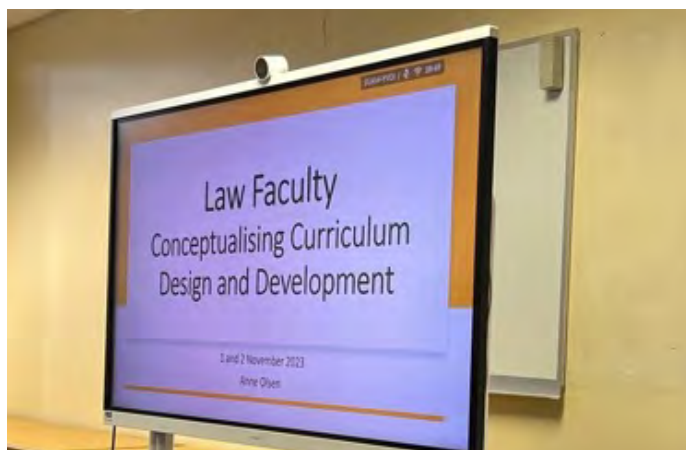 Law Faculty
Conceptualising Curriculum
Design and Development
1 and 2 November 2023
Anne Olsen